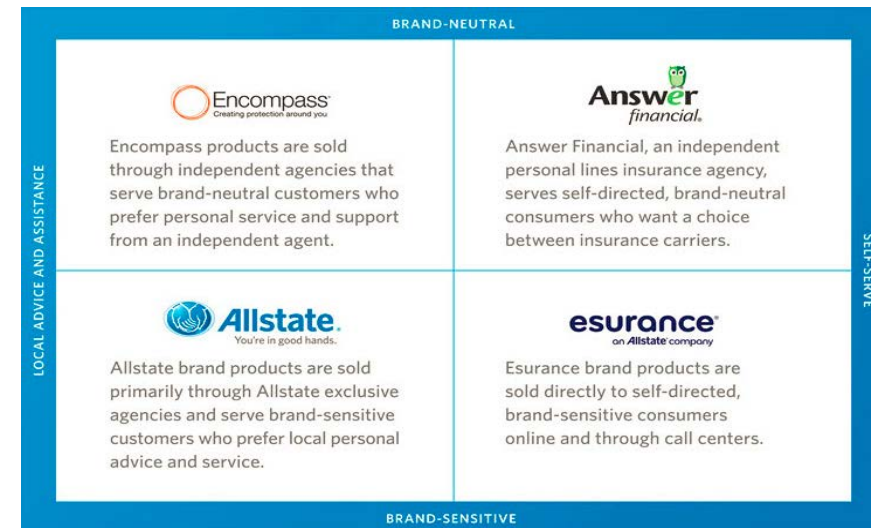 BRAND-NEUTRAL
LOCAL ADVICE AND ASSISTANCE
Encompass
Creating protection around you
Encompass products are sold
through independent agencies that
serve brand-neutral customers who
prefer personal service and support
from an independent agent.
Answer
financial®
Answer Financial, an independent
personal lines insurance agency,
serves self-directed, brand-neutral
consumers who want a choice
between insurance carriers.
SELF-SERVE
Allstate®
You're in good hands.
Allstate brand products are sold
primarily through Allstate exclusive
agencies and serve brand-sensitive
customers who prefer local personal
advice and service.
esurance®
an Allstate company
Esurance brand products are
sold directly to self-directed,
brand-sensitive consumers
online and through call centers.
BRAND-SENSITIVE